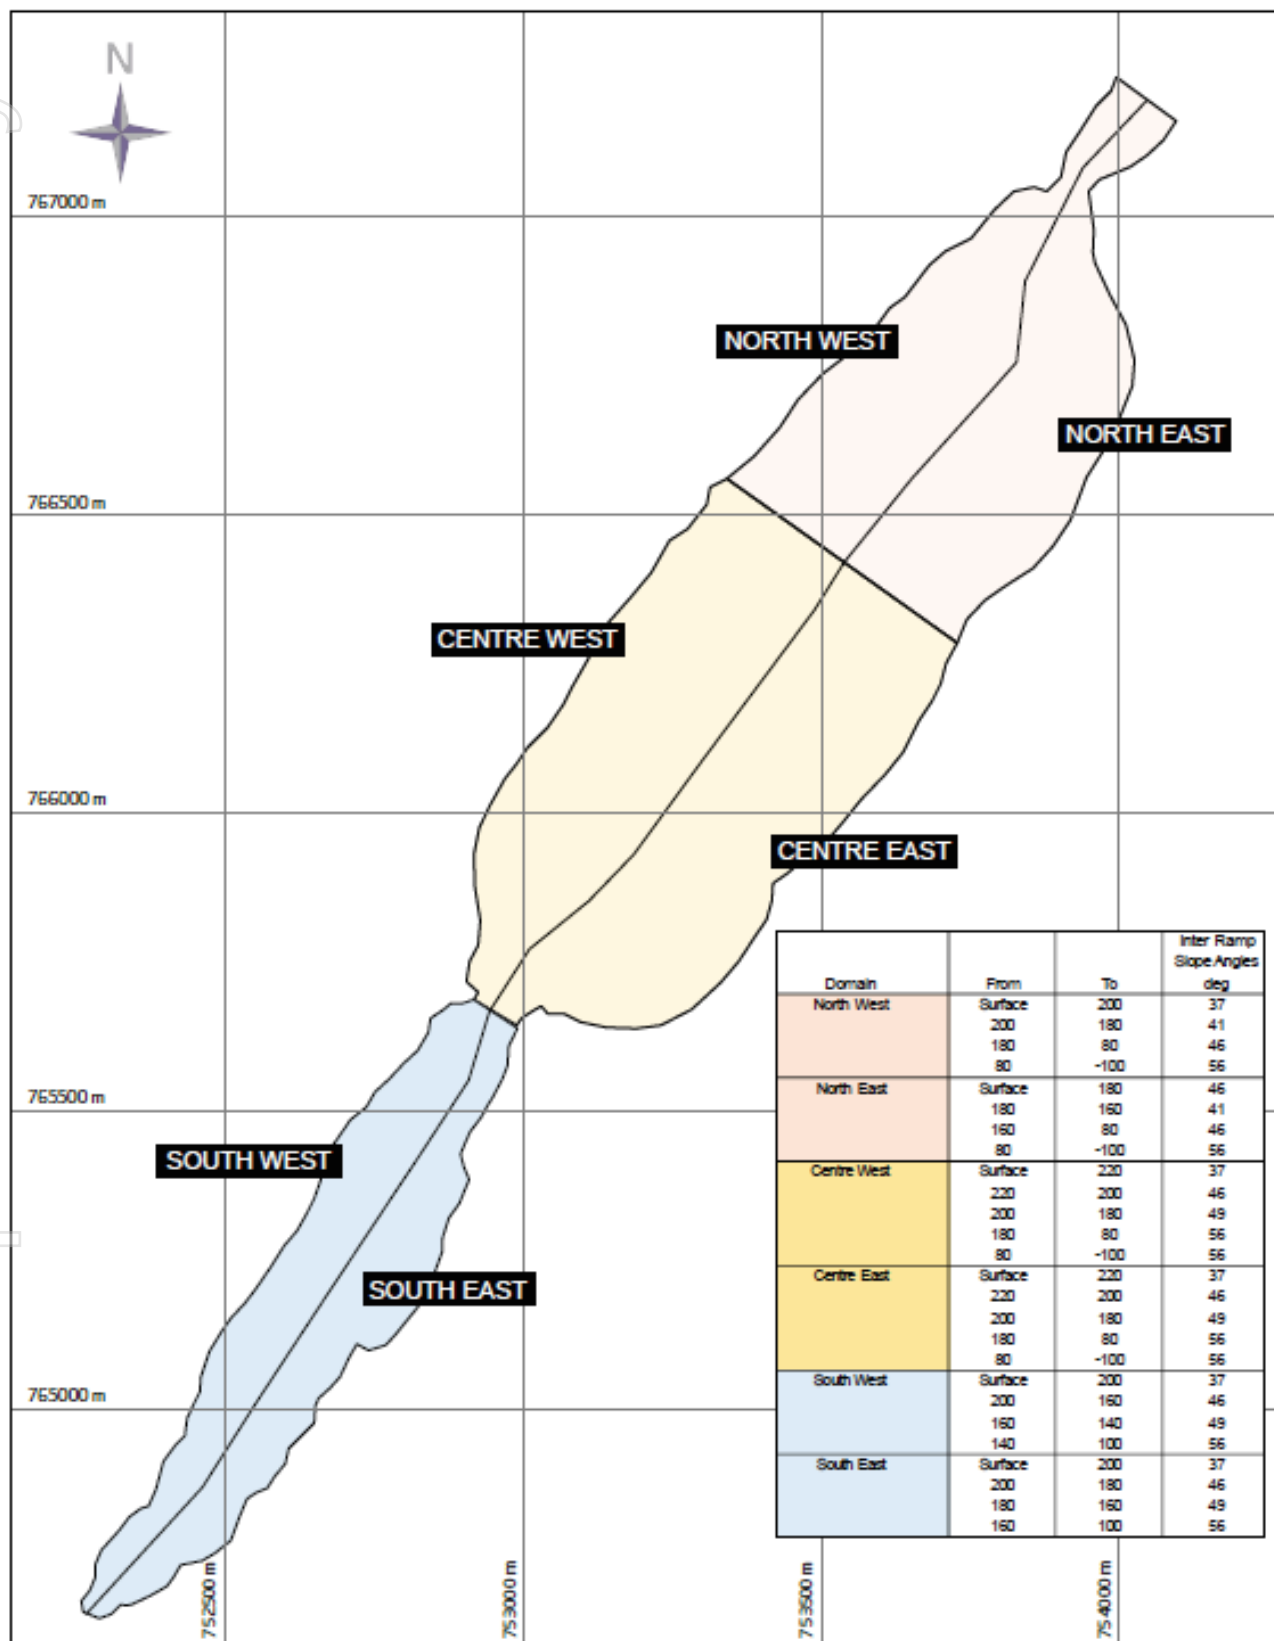 N
767000 m
NORTH WEST
NORTH EAST
766500 m
CENTRE WEST
766000 m
CENTRE EAST
765500 m
SOUTH WEST
SOUTH EAST
765000 m
752500 m
753000 m
753500 m
754000 m
Inter Ramp
Slope Angles
Domain From To deg
North West Surface 200 37
200 180 41
180 80 46
80 -100 56
North East Surface 180 46
180 160 41
160 80 46
80 -100 56
Centre West Surface 220 37
220 200 46
200 180 49
180 80 56
80 -100 56
Centre East Surface 220 37
220 200 46
200 180 49
180 80 56
80 -100 56
South West Surface 200 37
200 160 46
160 140 49
140 100 56
South East Surface 200 37
200 180 46
180 160 49
160 100 56